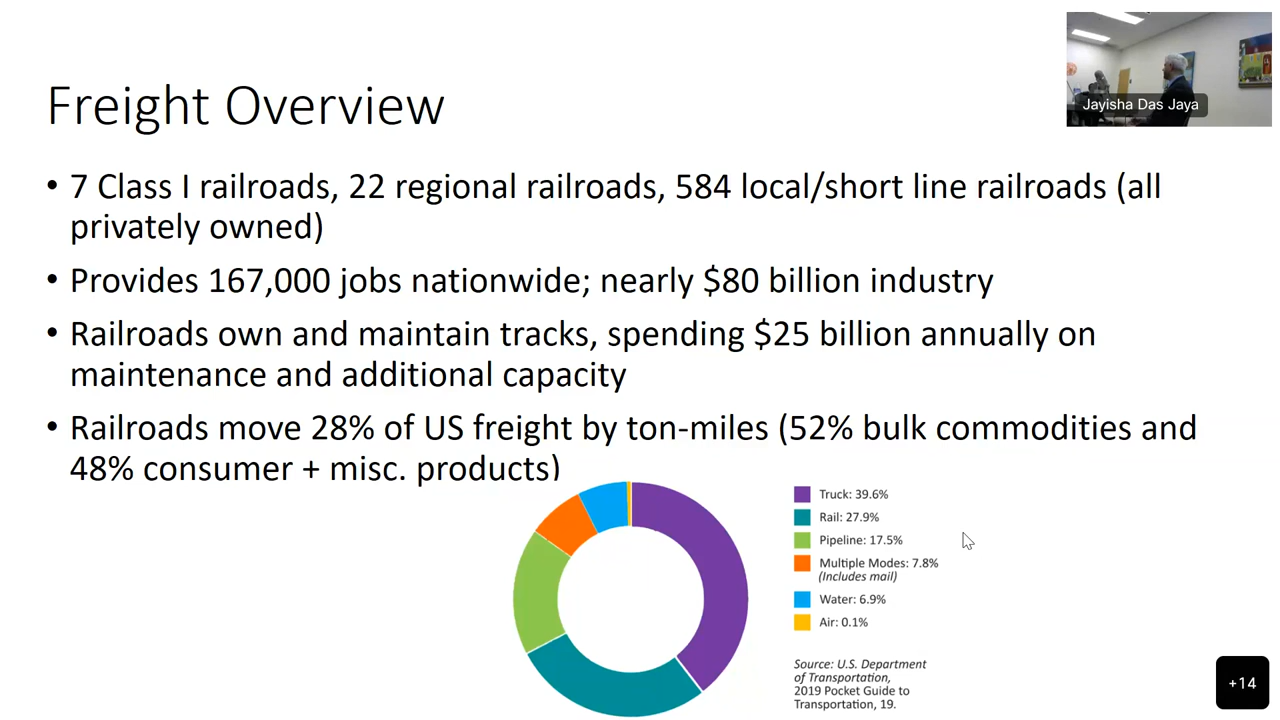 Freight Overview
Jayisha Das Jaya
• 7 Class I railroads, 22 regional railroads, 584 local/short line railroads (all
privately owned)
• Provides 167,000 jobs nationwide; nearly $80 billion industry
• Railroads own and maintain tracks, spending $25 billion annually on
maintenance and additional capacity
• Railroads move 28% of US freight by ton-miles (52% bulk commodities and
48% consumer + misc. products)
Truck: 39.6%
Rail: 27.9%
Pipeline: 17.5%
Multiple Modes: 7.8%
(Includes mail)
Water: 6.9%
Air: 0.1%
Source: U.S. Department
of Transportation,
2019 Pocket Guide to
Transportation, 19.
+14